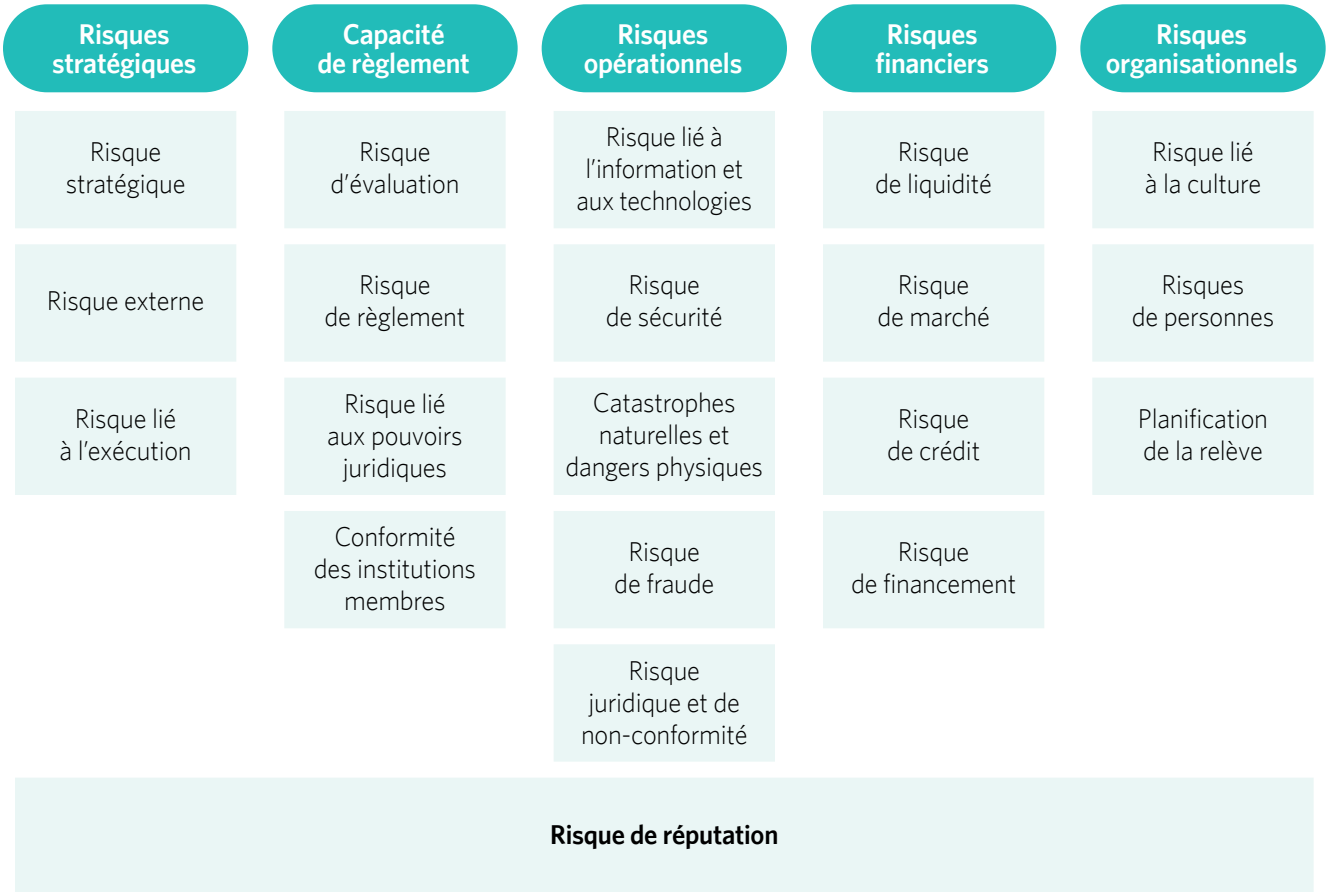 Risques
stratégiques
Capacité
de règlement
Risques
opérationnels
Risques
financiers
Risques
organisationnels
Risque
stratégique
Risque
d'évaluation
Risque lié à
l'information et
aux technologies
Risque
de liquidité
Risque lié
à la culture
Risque externe
Risque
de règlement
Risque
de sécurité
Risque
de marché
Risques
de personnes
Risque lié
à l'exécution
Risque lié
aux pouvoirs
juridiques
Catastrophes
naturelles et
dangers physiques
Risque
de crédit
Planification
de la relève
Conformité
des institutions
membres
Risque
de fraude
Risque
de financement
Risque
juridique et de
non-conformité
Risque de réputation